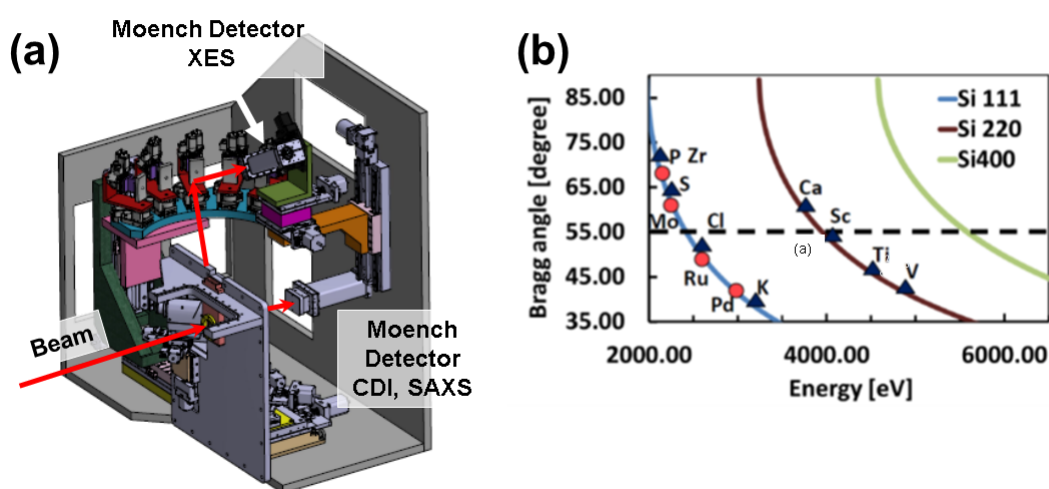 (a)
Moench Detector
XES
Beam
Moench
Detector
CDI, SAXS
(b)
Bragg angle [degree]
85.00
75.00
65.00
55.00
45.00
35.00
2000.00
4000.00
6000.00
Energy [eV]
Si 111
Si 220
Si400
P Zr
S
Mo
Cl
Ru
Pd
K
Ca
Sc
(a)
Ti
V